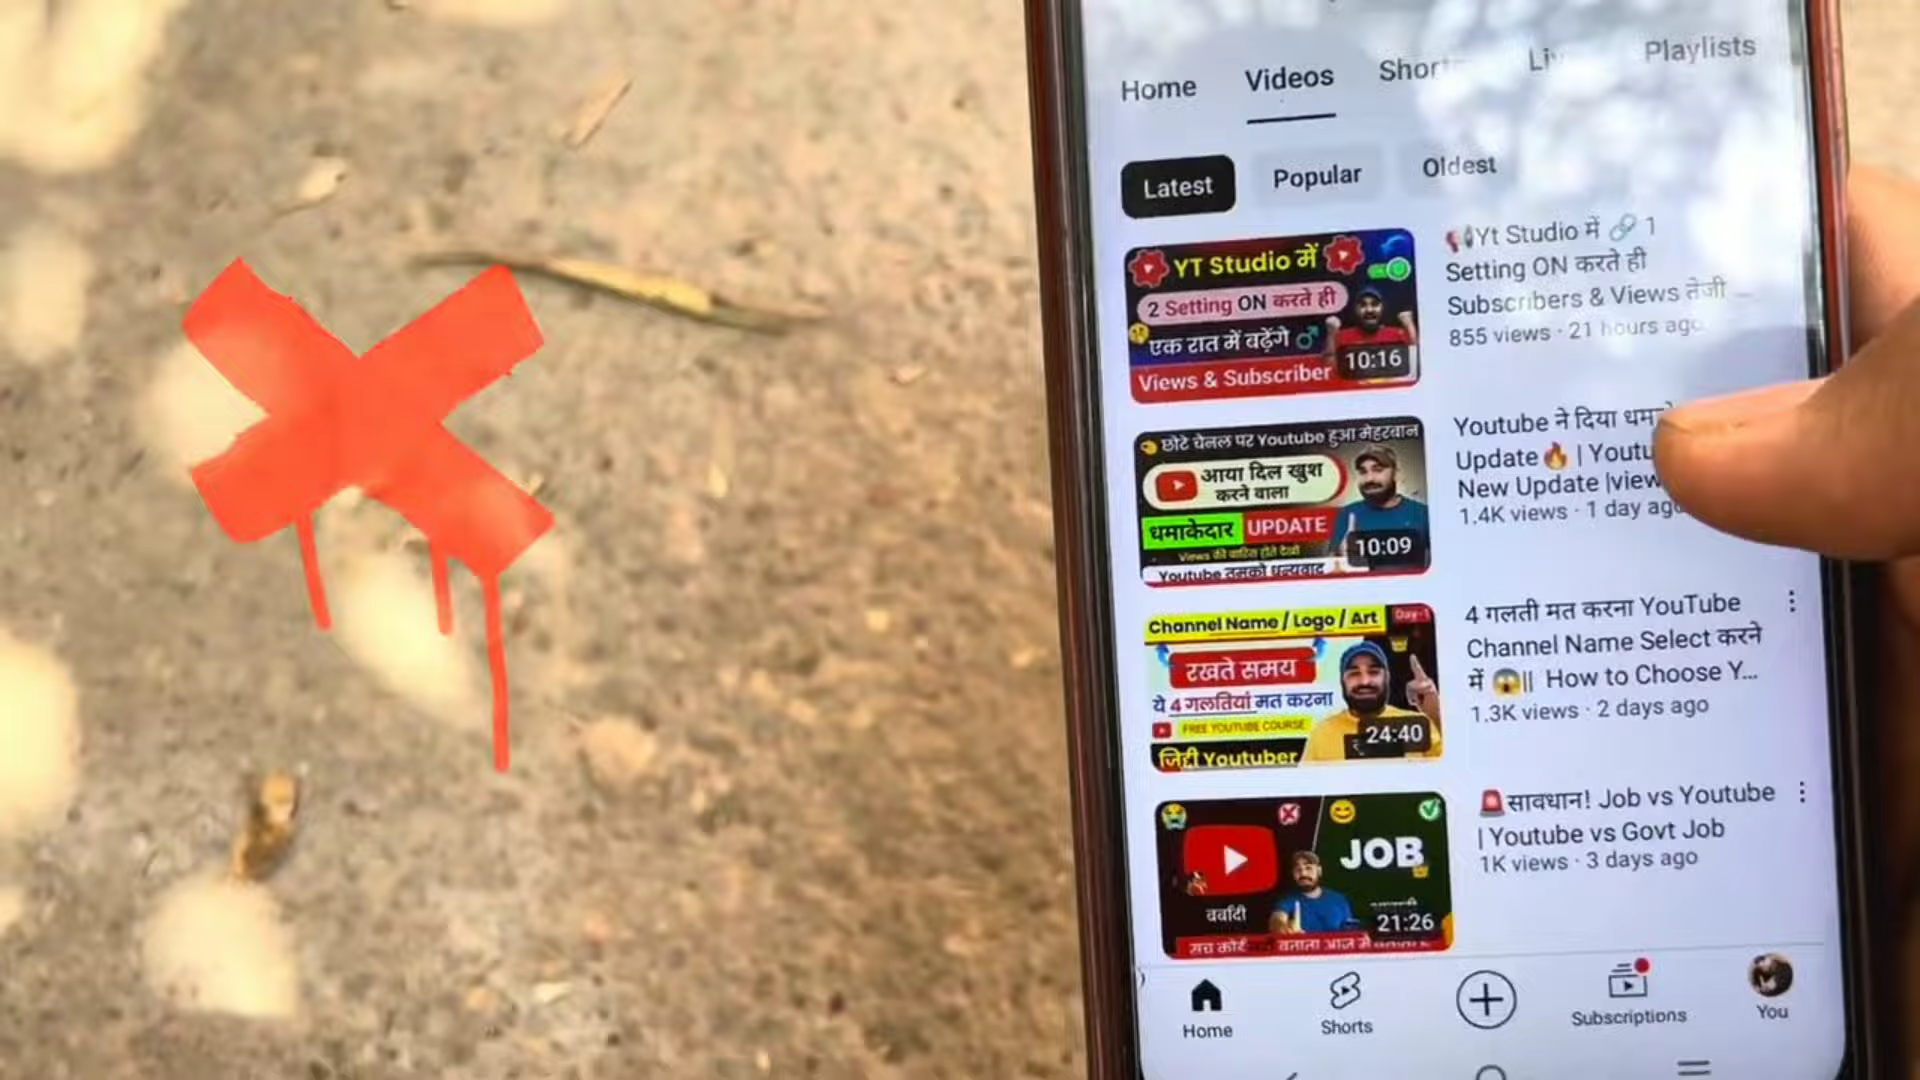 Home Videos Playlists
Latest Popular Oldest
YT Studio में
2 Setting ON करते ही
एक रात में बढ़ेंगे
Views & Subscriber
10:16
Yt Studio में 🔗 1
Setting ON करते ही
Subscribers & Views तेजी ...
855 views · 21 hours ago
छोटे चेनल पर Youtube हुआ मेहरबान
आया दिल खुश
करने वाला
धमाकेदार UPDATE
Youtube
10:09
Youtube ने दिया
Update🔥 |
New Update |view
1.4K views · 1 day ago
Channel Name / Logo / Art Day-1
रखते समय
ये 4 गलतियां मत करना
FREE YOUTUBE COURSE
जिद्दी Youtuber
24:40
4 गलती मत करना YouTube
Channel Name Select करने
में 😱|| How to Choose Y...
1.3K views · 2 days ago
JOB
बर्बादी
21:26
🚨सावधान! Job vs Youtube
| Youtube vs Govt Job
1K views · 3 days ago
Home Shorts Subscriptions You